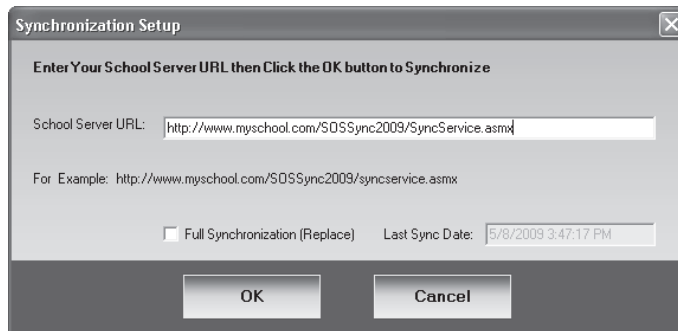 Synchronization Setup
Enter Your School Server URL then Click the OK button to Synchronize
School Server URL: http://www.myschool.com/SOSSync2009/SyncService.asmx
For Example: http://www.myschool.com/SOSSync2009/syncservice.asmx
Full Synchronization (Replace) Last Sync Date: 5/8/2009 3:47:17 PM
OK Cancel